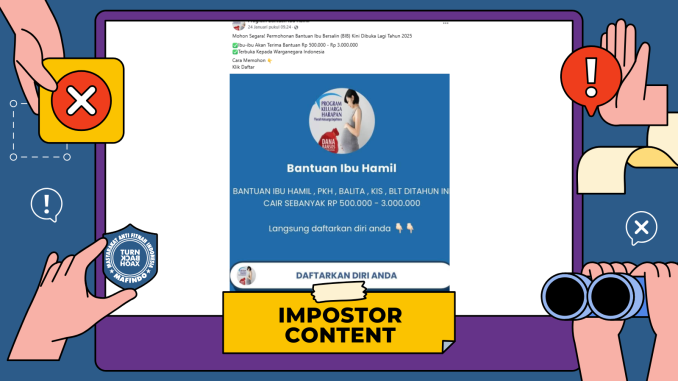 24 Januari pukul 05.24
Mohon Segara! Permohonan Bantuan Ibu Bersalin (BIB) Kini Dibuka Lagi Tahun 2025
Ibu-ibu Akan Terima Bantuan Rp 500.000 - Rp 3.000.000
Terbuka Kepada Warganegara Indonesia
Cara Memohon
Klik Daftar
PROGRAM
KELUARGA
HARAPAN
DANA
BANSOS
Bantuan Ibu Hamil
BANTUAN IBU HAMIL , PKH , BALITA , KIS , BLT DITAHUN IN
CAIR SEBANYAK RP 500.000 - 3.000.000
Langsung daftarkan diri anda
DAFTARKAN DIRI ANDA
MASYARAKAT ANTI FITNAH INDONESIA
TURN
BACK
HOAX
MAFINDO
IMPOSTOR
CONTENT